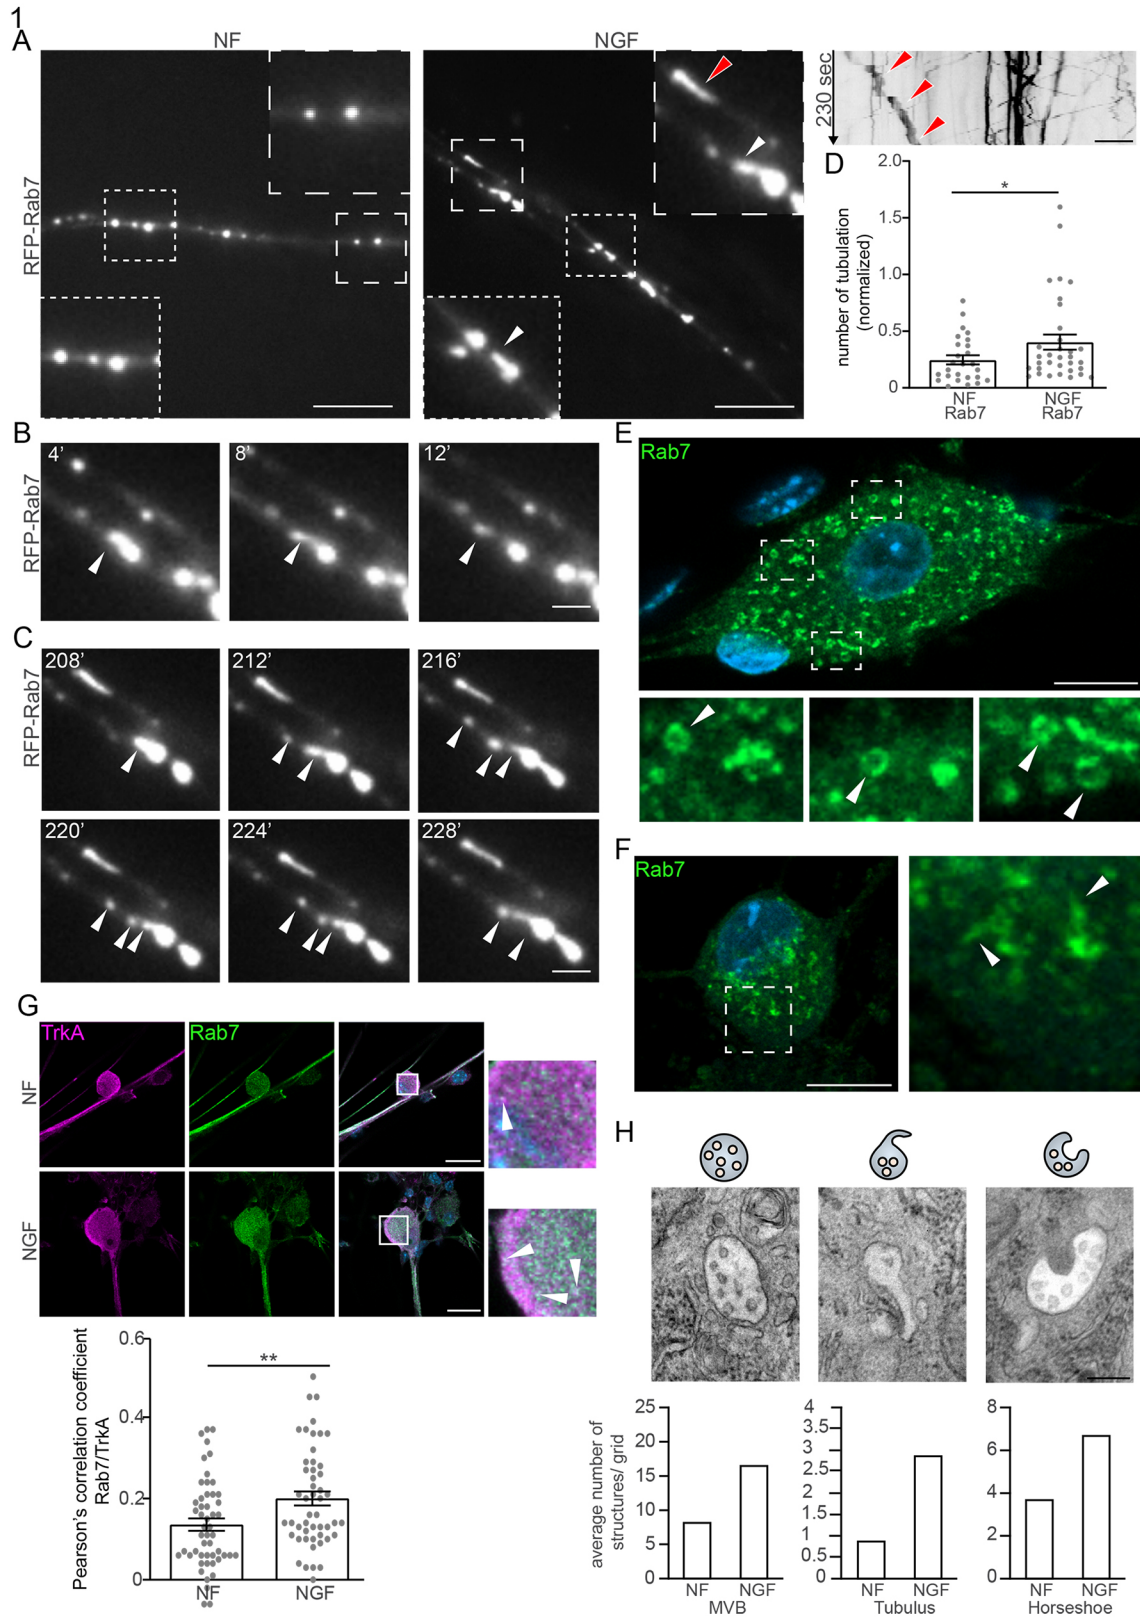 1
A
NF
NGF
RFP-Rab7
230 sec
D
number of tubulation
(normalized)
2.0
1.5
1.0
0.5
0
*
NF
Rab7
NGF
Rab7
B
RFP-Rab7
4’
8’
12’
C
RFP-Rab7
208’
212’
216’
220’
224’
228’
E
Rab7
F
Rab7
G
TrkA
Rab7
NF
NGF
Pearson’s correlation coefficient
Rab7/TrkA
0.6
0.4
0.2
0
**
NF
NGF
H
average number of
structures/ grid
25
20
15
10
5
0
NF
NGF
MVB
4
3.5
3
2.5
2
1.5
1
0.5
0
NF
NGF
Tubulus
8
6
4
2
0
NF
NGF
Horseshoe